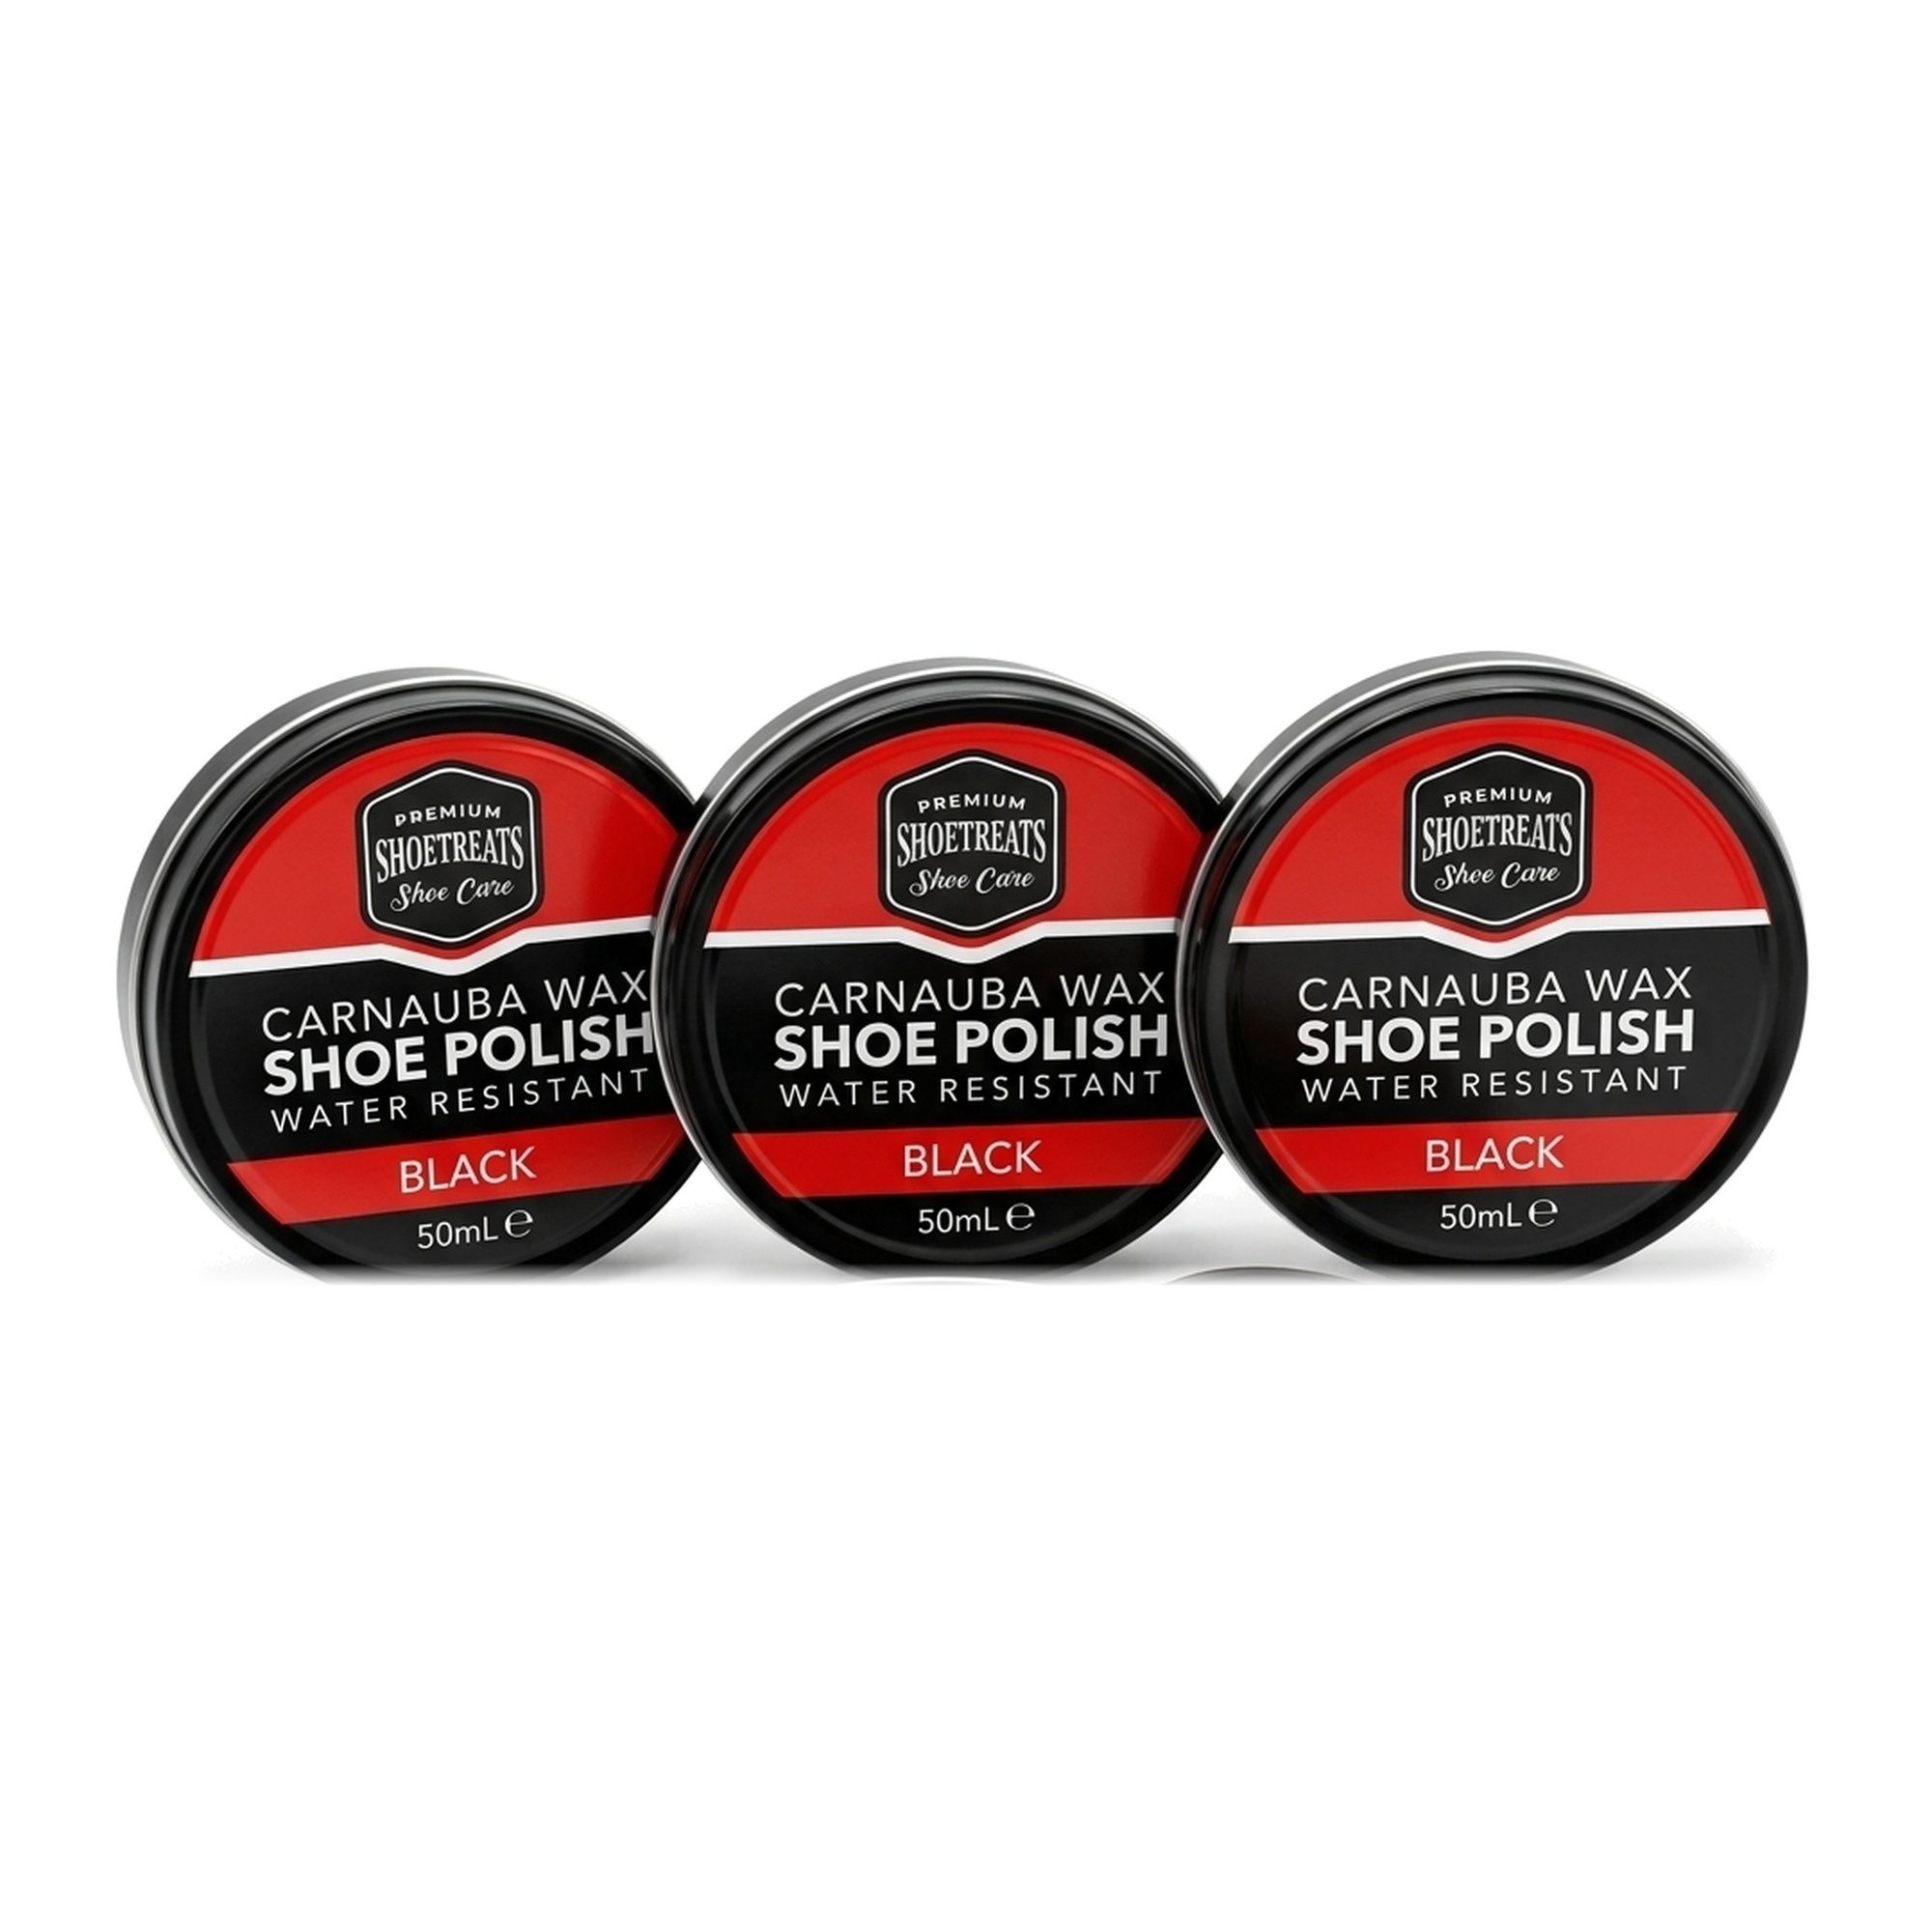 PREMIUM
SHOETREATS
Shoe Care
CARNAUBA WAX
SHOE POLISH
WATER RESISTANT
BLACK
50mL ℮
PREMIUM
SHOETREATS
Shoe Care
CARNAUBA WAX
SHOE POLISH
WATER RESISTANT
BLACK
50mL ℮
PREMIUM
SHOETREATS
Shoe Care
CARNAUBA WAX
SHOE POLISH
WATER RESISTANT
BLACK
50mL ℮